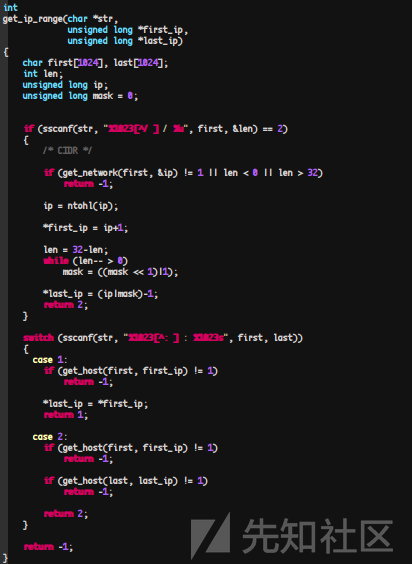 int
get_ip_range(char *str,
unsigned long *first_ip,
unsigned long *last_ip)
{
char first[1024], last[1024];
int len;
unsigned long ip;
unsigned long mask = 0;
if (sscanf(str, "%1023[^/ ] / %u", first, &len) == 2)
{
/* CIDR */
if (get_network(first, &ip) != 1 || len < 0 || len > 32)
return -1;
ip = ntohl(ip);
*first_ip = ip+1;
len = 32-len;
while (len-- > 0)
mask = ((mask << 1)|1);
*last_ip = (ip|mask)-1;
return 2;
}
switch (sscanf(str, "%1023[^: ] : %1023s", first, last))
{
case 1:
if (get_host(first, first_ip) != 1)
return -1;
*last_ip = *first_ip;
return 1;
case 2:
if (get_host(first, first_ip) != 1)
return -1;
if (get_host(last, last_ip) != 1)
return -1;
return 2;
}
return -1;
}
先知社区